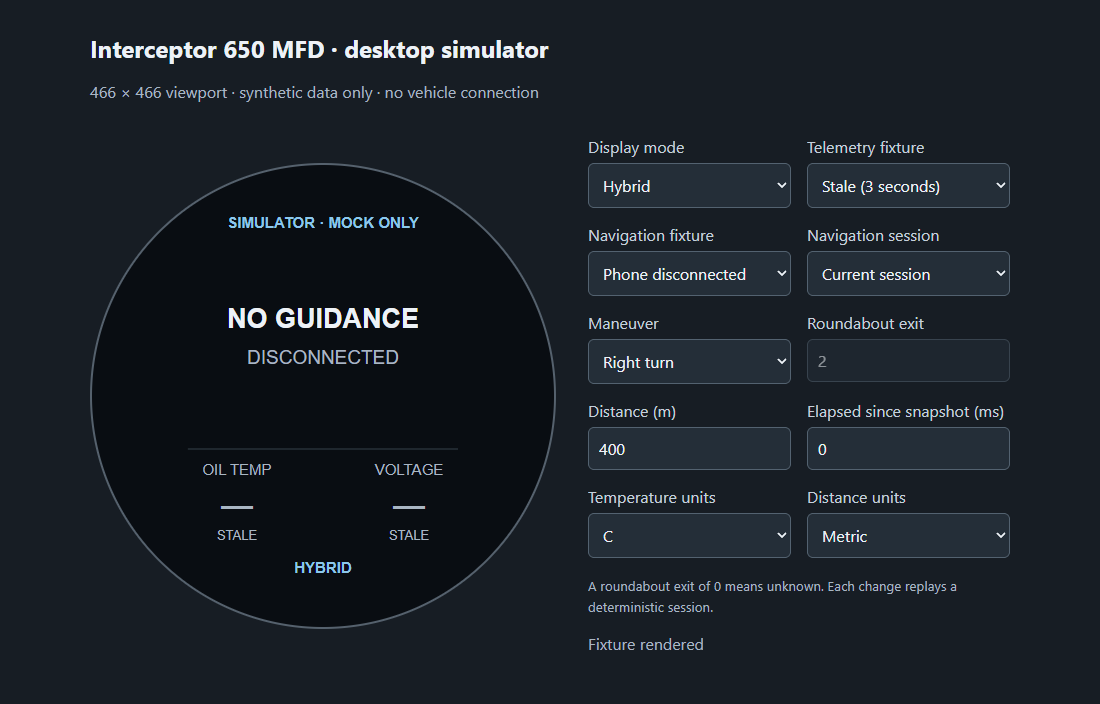 Interceptor 650 MFD · desktop simulator
466 × 466 viewport · synthetic data only · no vehicle connection
SIMULATOR · MOCK ONLY
NO GUIDANCE
DISCONNECTED
OIL TEMP VOLTAGE
— —
STALE STALE
HYBRID
Display mode Telemetry fixture
Hybrid Stale (3 seconds)
Navigation fixture Navigation session
Phone disconnected Current session
Maneuver Roundabout exit
Right turn 2
Distance (m) Elapsed since snapshot (ms)
400 0
Temperature units Distance units
C Metric
A roundabout exit of 0 means unknown. Each change replays a
deterministic session.
Fixture rendered